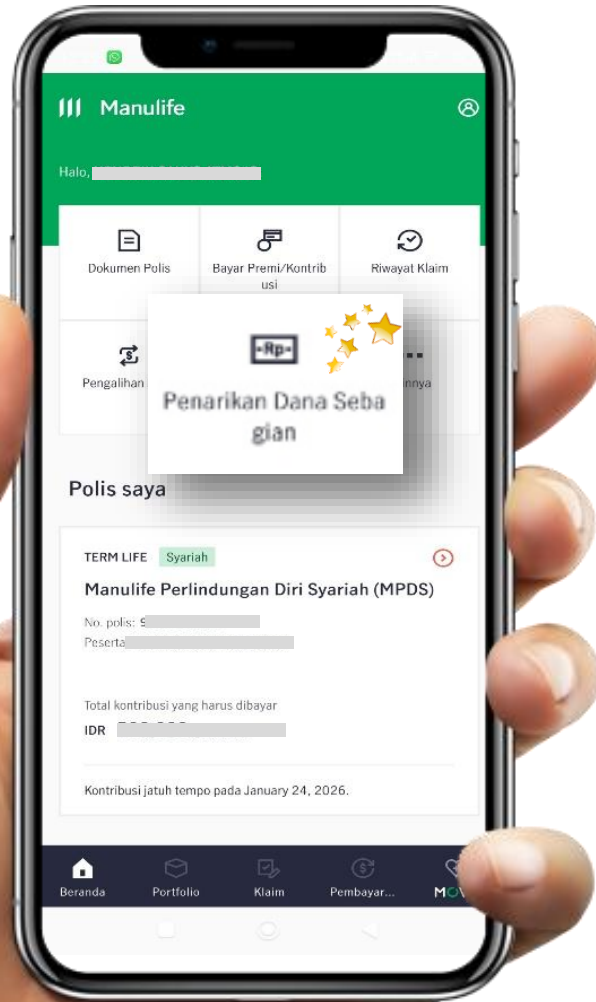 Manulife
Halo,
Dokumen Polis
Bayar Premi/Kontrib
usi
Riwayat Klaim
Pengalihan
-Rp-
Penarikan Dana Seba
gian
Polis saya
TERM LIFE
Syariah
Manulife Perlindungan Diri Syariah (MPDS)
No. polis: 9
Peserta
Total kontribusi yang harus dibayar
IDR
Kontribusi jatuh tempo pada January 24, 2026.
Beranda
Portfolio
Klaim
Pembayar...